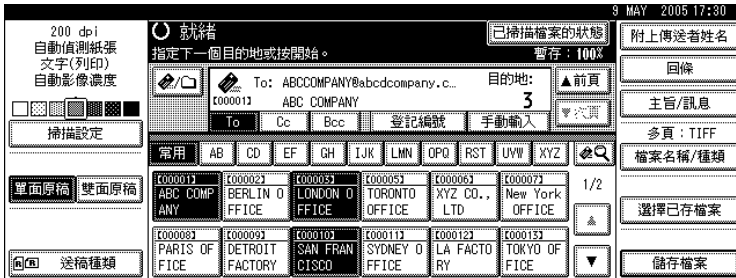 9 MAY 2005 17:30
200 dpi
自動偵測紙張
文字(列印)
自動影像濃度
掃描設定
單面原稿 雙面原稿
送稿種類
就緒
已掃描檔案的狀態
指定下一個目的地或按開始。
暫存：100%
To: ABCCOMPANY@abcdcompany.c...
目的地:
▲前頁
[00001] ABC COMPANY
3
To Cc Bcc 登記編號 手動輸入
常用 AB CD EF GH IJK LMN OPQ RST UVW XYZ
[00001] [00002] [00003] [00005] [00006] [00007]
ABC COMP BERLIN O LONDON O TORONTO XYZ CO., New York
ANY FFICE FFICE OFFICE LTD OFFICE
1/2
[00008] [00009] [00010] [00011] [00012] [00013]
PARIS OF DETROIT SAN FRAN SYDNEY O LA FACTO TOKYO OF
FICE FACTORY CISCO FFICE RY FICE
附上傳送者姓名
回條
主旨/訊息
多頁：TIFF
檔案名稱/種類
選擇已存檔案
儲存檔案